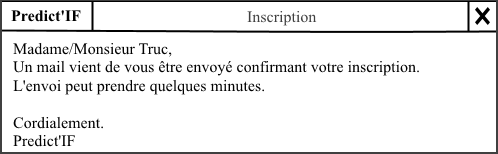 Predict'IF
Inscription
Madame/Monsieur Truc,
Un mail vient de vous être envoyé confirmant votre inscription.
L'envoi peut prendre quelques minutes.
Cordialement.
Predict'IF